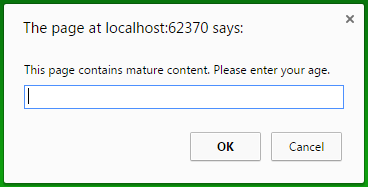 The page at localhost:62370 says:
This page contains mature content. Please enter your age.
OK Cancel